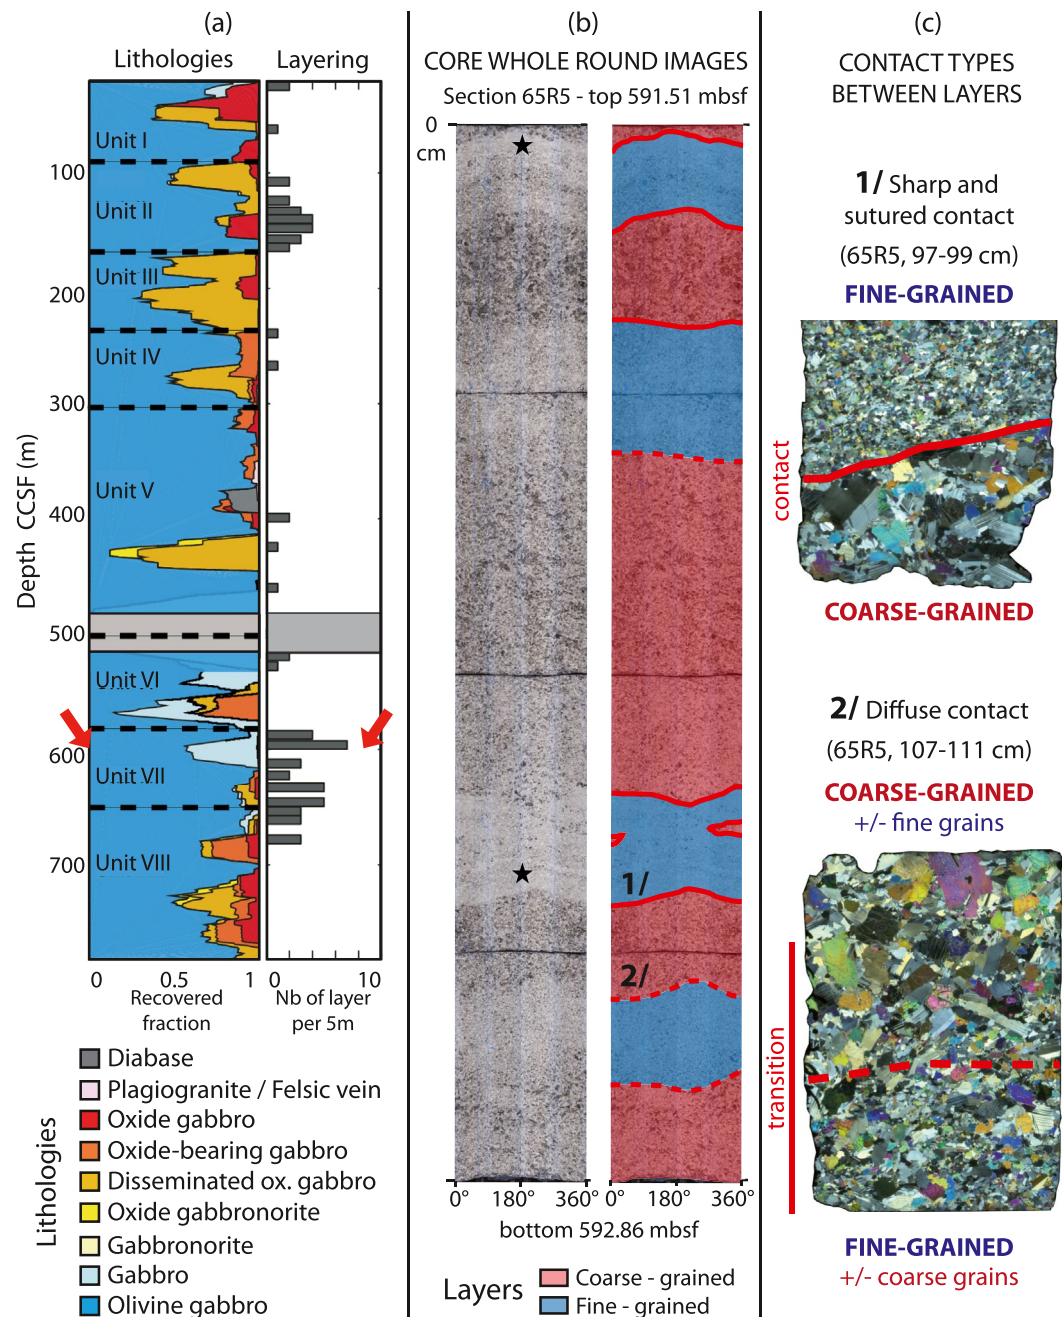 (a)
Lithologies
Layering
Unit I
Unit II
Unit III
Unit IV
Unit V
Unit VI
Unit VII
Unit VIII
100
200
300
400
500
600
700
Depth CCSF (m)
0 0.5 1
Recovered
fraction
0 10
Nb of layer
per 5m
Lithologies
Diabase
Plagiogranite / Felsic vein
Oxide gabbro
Oxide-bearing gabbro
Disseminated ox. gabbro
Oxide gabbronorite
Gabbronorite
Gabbro
Olivine gabbro
(b)
CORE WHOLE ROUND IMAGES
Section 65R5 - top 591.51 mbsf
0
cm
1/
2/
0° 180° 360° 0° 180° 360°
bottom 592.86 mbsf
Layers
Coarse - grained
Fine - grained
(c)
CONTACT TYPES
BETWEEN LAYERS
1/ Sharp and
sutured contact
(65R5, 97-99 cm)
FINE-GRAINED
contact
COARSE-GRAINED
2/ Diffuse contact
(65R5, 107-111 cm)
COARSE-GRAINED
+/- fine grains
transition
FINE-GRAINED
+/- coarse grains